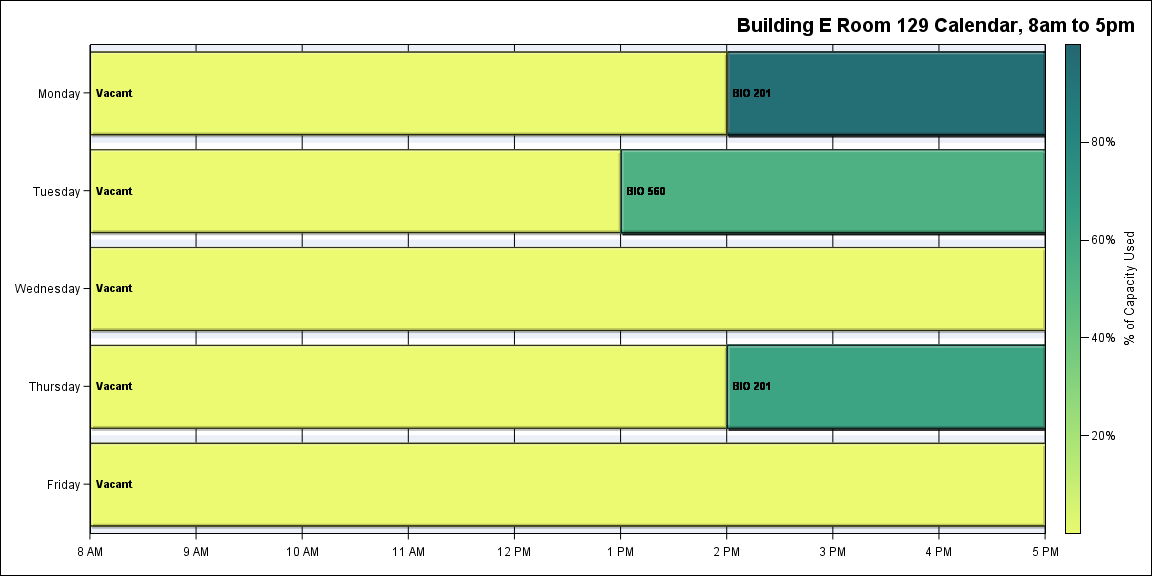 Building E Room 129 Calendar, 8am to 5pm
Monday
Vacant
BIO 201
Tuesday
Vacant
BIO 560
Wednesday
Vacant
Thursday
Vacant
BIO 201
Friday
Vacant
8 AM
9 AM
10 AM
11 AM
12 PM
1 PM
2 PM
3 PM
4 PM
5 PM
80%
60%
40%
20%
% of Capacity Used